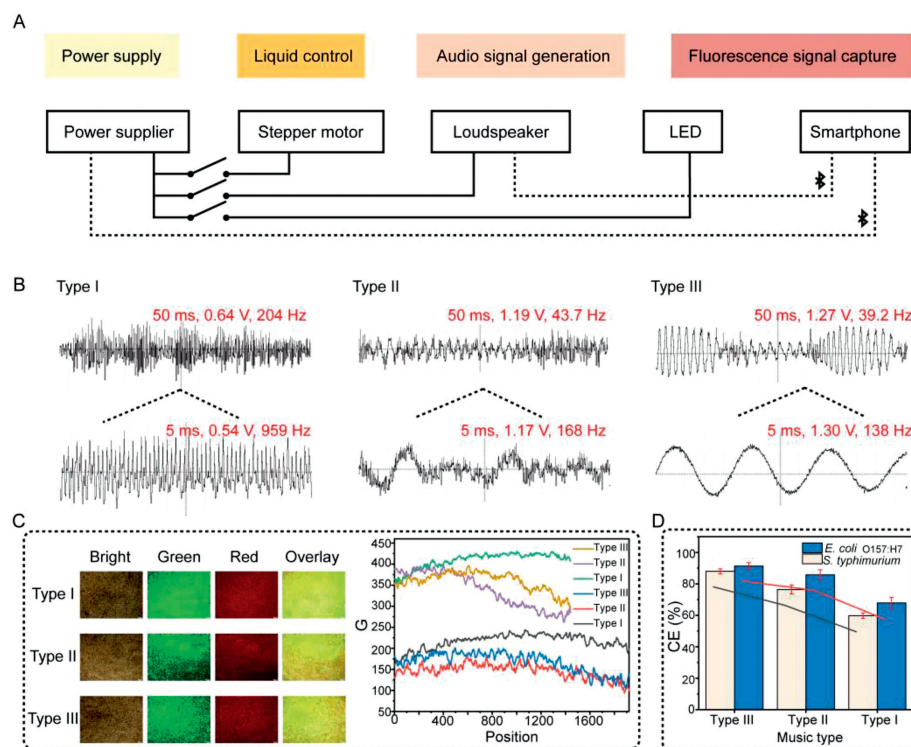 A
Power supply
Liquid control
Audio signal generation
Fluorescence signal capture
Power supplier
Stepper motor
Loudspeaker
LED
Smartphone
B
Type I
Type II
Type III
50 ms, 0.64 V, 204 Hz
50 ms, 1.19 V, 43.7 Hz
50 ms, 1.27 V, 39.2 Hz
5 ms, 0.54 V, 959 Hz
5 ms, 1.17 V, 168 Hz
5 ms, 1.30 V, 138 Hz
C
Bright
Green
Red
Overlay
Type I
Type II
Type III
G
450
400
350
300
250
200
150
100
50
Type III
Type II
Type I
Type III
Type II
Type I
0
400
800
1200
1600
Position
D
CE (%)
100
80
60
40
20
0
E. coli O157:H7
S. typhimurium
Type III
Type II
Type I
Music type